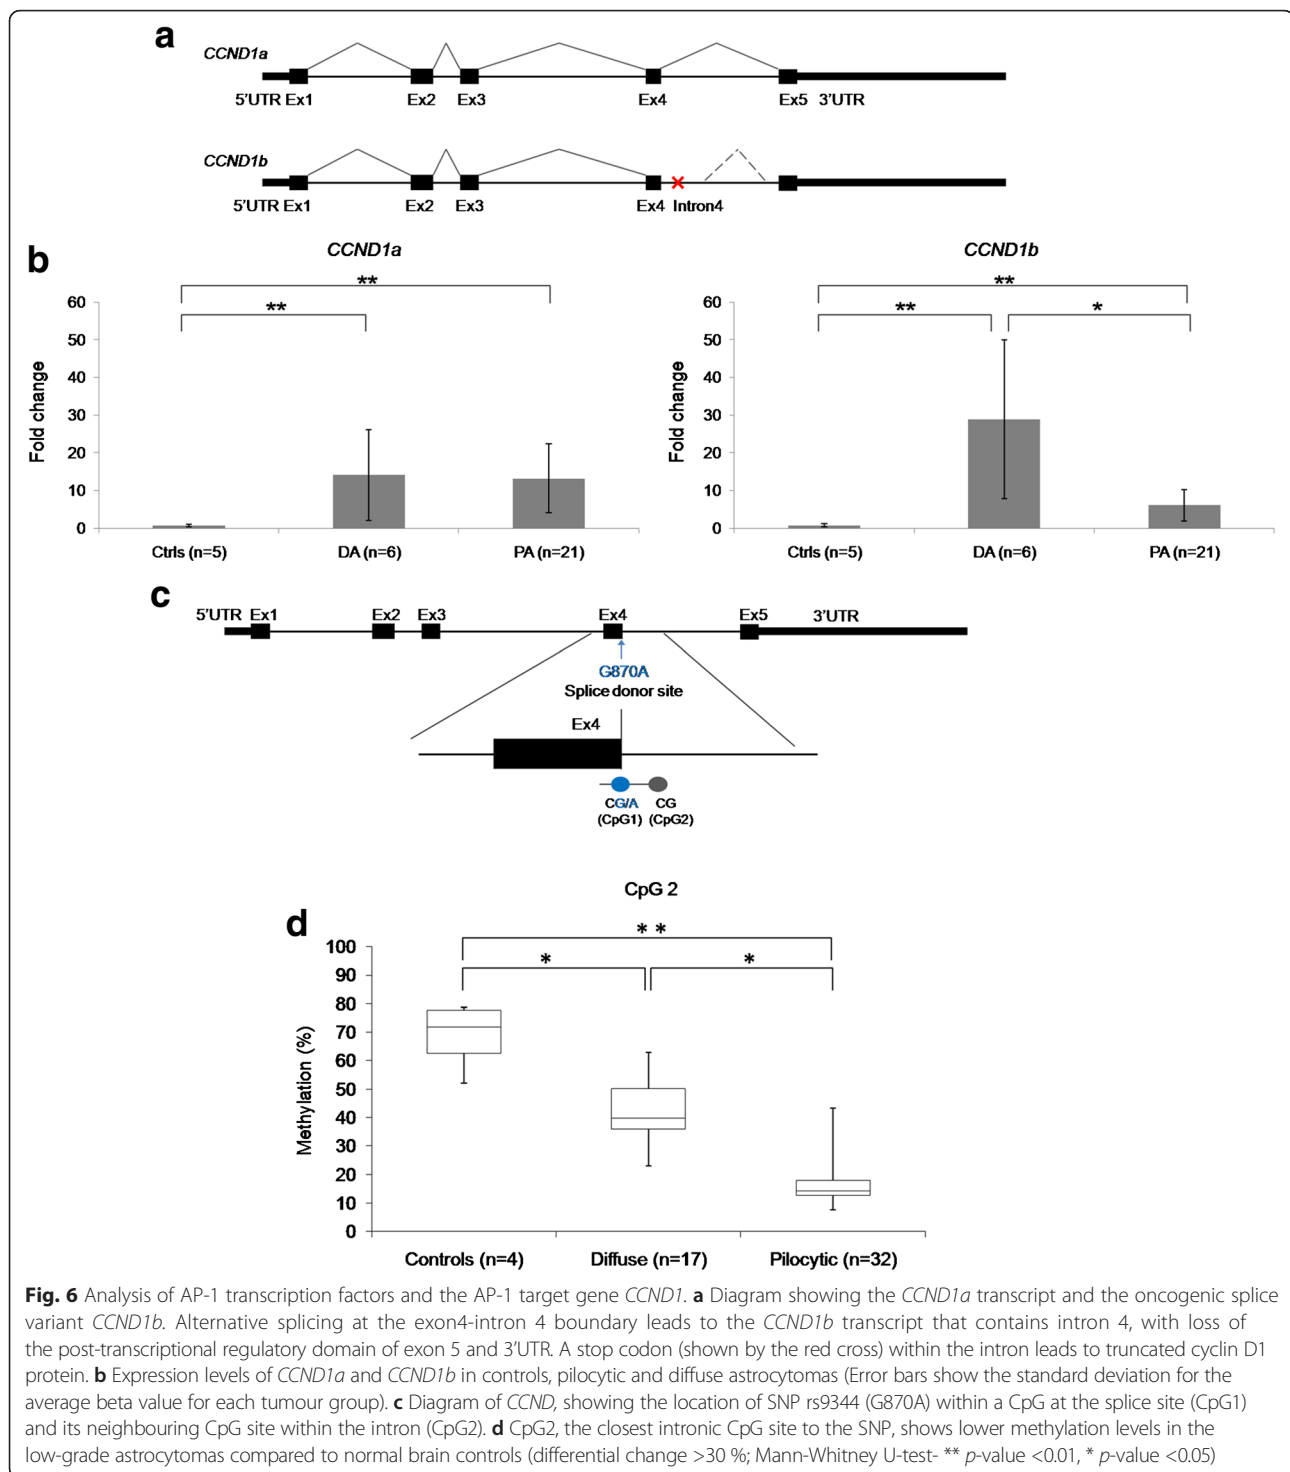 a
CCND1a
5'UTR Ex1 Ex2 Ex3 Ex4 Ex5 3'UTR
CCND1b
5'UTR Ex1 Ex2 Ex3 Ex4 Intron4
b
CCND1a
**
**
60
50
40
30
20
10
0
Fold change
Ctrls (n=5) DA (n=6) PA (n=21)
CCND1b
**
** *
60
50
40
30
20
10
0
Fold change
Ctrls (n=5) DA (n=6) PA (n=21)
c
5'UTR Ex1 Ex2 Ex3 Ex4 Ex5 3'UTR
G870A
Splice donor site
Ex4
CG/A CG
(CpG1) (CpG2)
CpG 2
d
**
* *
100
90
80
70
60
50
40
30
20
10
0
Methylation (%)
Controls (n=4) Diffuse (n=17) Pilocytic (n=32)
Fig. 6 Analysis of AP-1 transcription factors and the AP-1 target gene CCND1. a Diagram showing the CCND1a transcript and the oncogenic splice
variant CCND1b. Alternative splicing at the exon4-intron 4 boundary leads to the CCND1b transcript that contains intron 4, with loss of
the post-transcriptional regulatory domain of exon 5 and 3'UTR. A stop codon (shown by the red cross) within the intron leads to truncated cyclin D1
protein. b Expression levels of CCND1a and CCND1b in controls, pilocytic and diffuse astrocytomas (Error bars show the standard deviation for the
average beta value for each tumour group). c Diagram of CCND, showing the location of SNP rs9344 (G870A) within a CpG at the splice site (CpG1)
and its neighbouring CpG site within the intron (CpG2). d CpG2, the closest intronic CpG site to the SNP, shows lower methylation levels in the
low-grade astrocytomas compared to normal brain controls (differential change >30 %; Mann-Whitney U-test- ** p-value <0.01, * p-value <0.05)